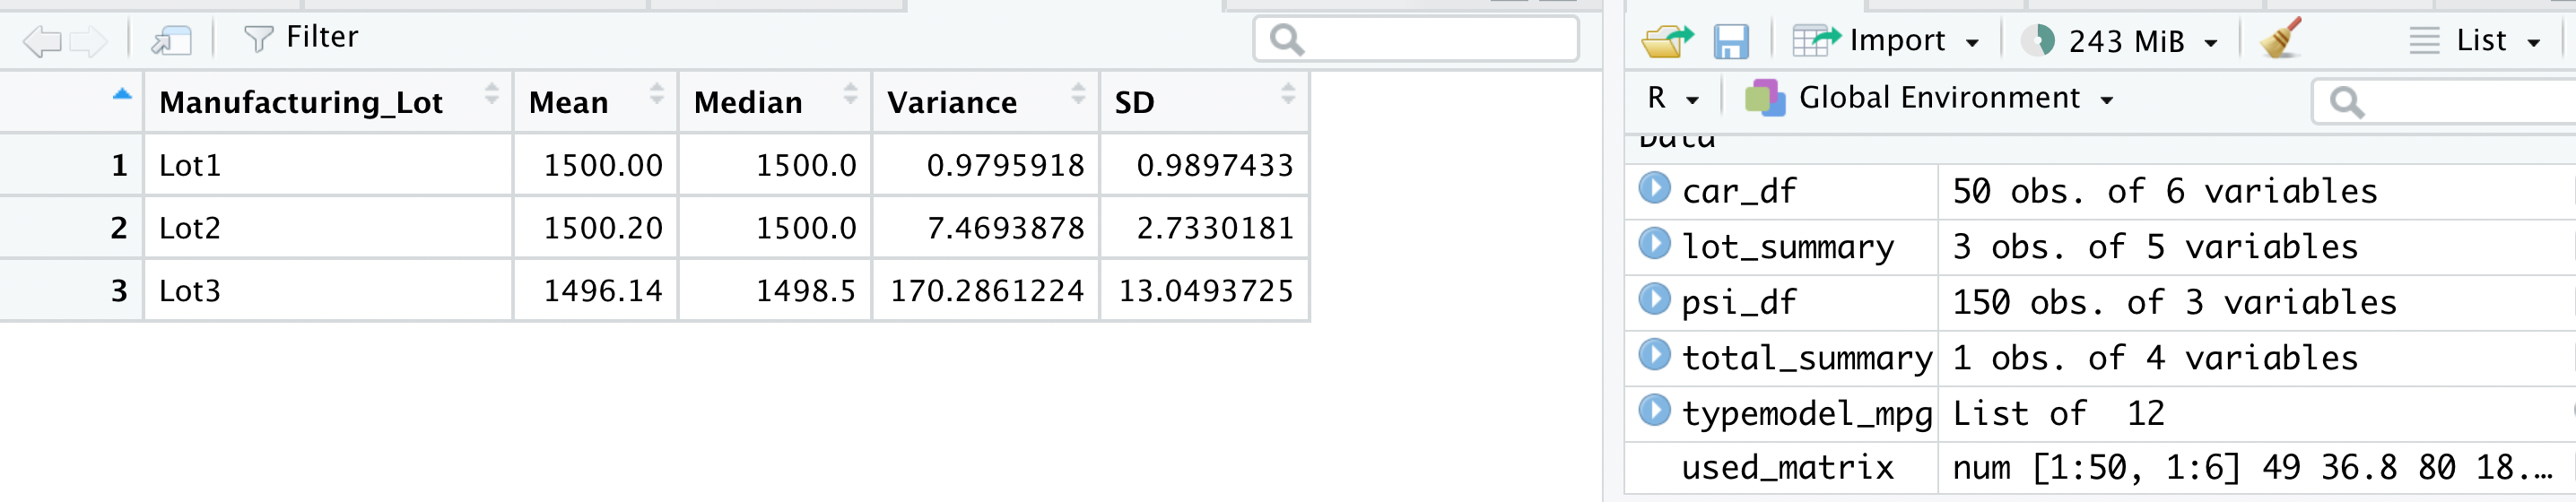 Filter
Manufacturing_Lot Mean Median Variance SD
1 Lot1 1500.00 1500.0 0.9795918 0.9897433
2 Lot2 1500.20 1500.0 7.4693878 2.7330181
3 Lot3 1496.14 1498.5 170.2861224 13.0493725
Import 243 MiB List
R Global Environment
Data
car_df 50 obs. of 6 variables
lot_summary 3 obs. of 5 variables
psi_df 150 obs. of 3 variables
total_summary 1 obs. of 4 variables
typemodel_mpg List of 12
used_matrix num [1:50, 1:6] 49 36.8 80 18.…